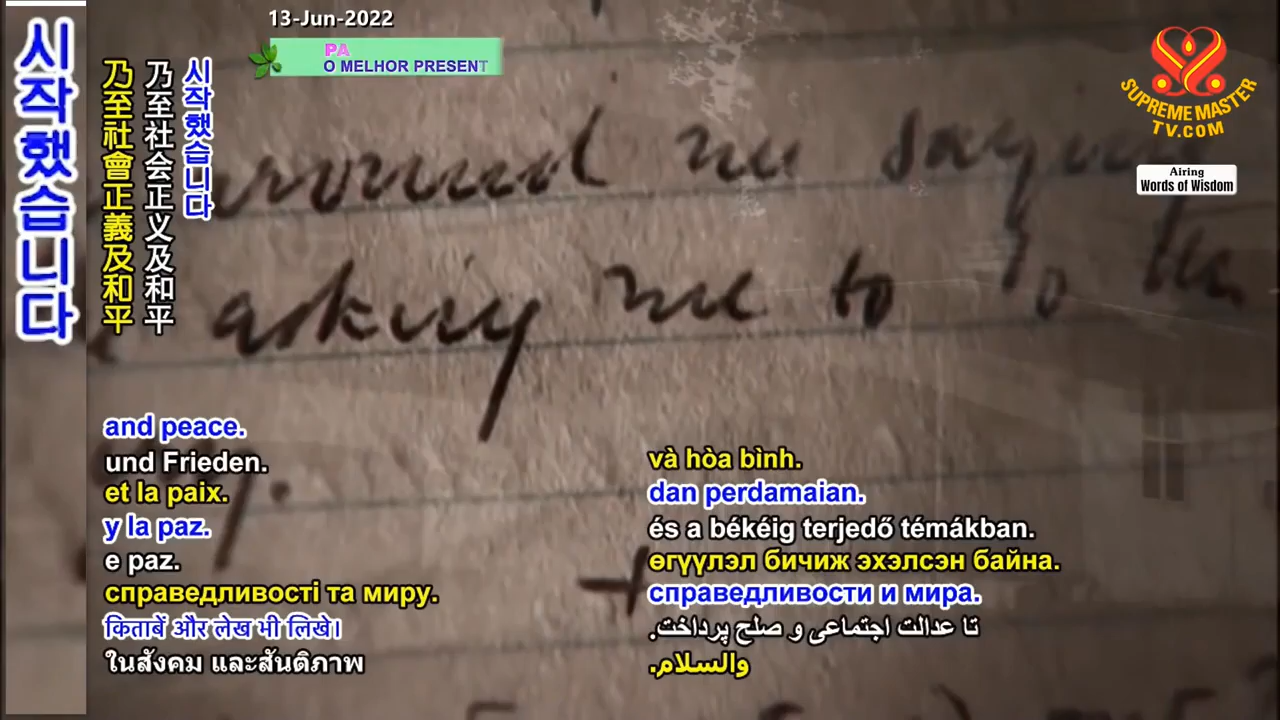 13-Jun-2022
PA
O MELHOR PRESENT
SUPREME MASTER
TV.COM
Airing
Words of Wisdom
시작했습니다
乃至社會正義及和平
乃至社会正义及和平
시작했습니다
around me
asking me to
and peace.
und Frieden.
et la paix.
y la paz.
e paz.
справедливості та миру.
किताबें और लेख भी लिखे।
ในสังคม และสันติภาพ
và hòa bình.
dan perdamaian.
és a békéig terjedő témákban.
өгүүлэл бичиж эхэлсэн байна.
справедливости и мира.
تا عدالت اجتماعی و صلح پرداخت.
والسلام.